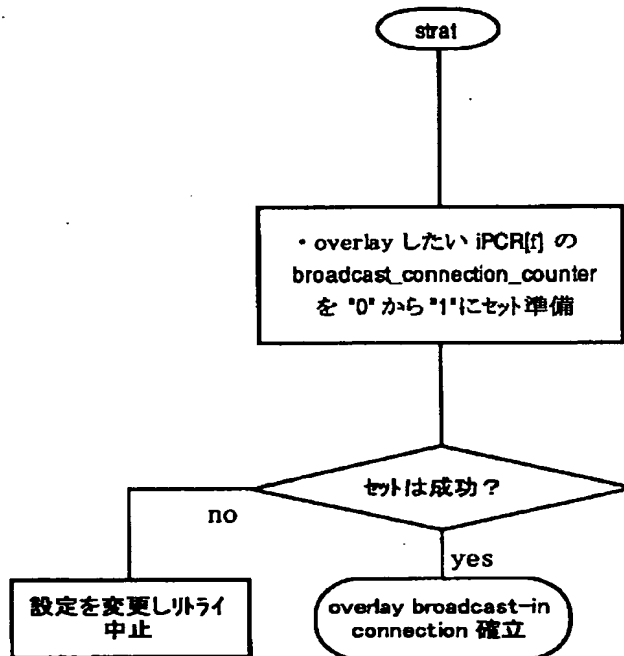 strat
・overlay したい iPCR[f] の
broadcast_connection_counter
を "0" から "1"にセット準備
セットは成功？
no
yes
設定を変更しリトライ
中止
overlay broadcast-in
connection 確立